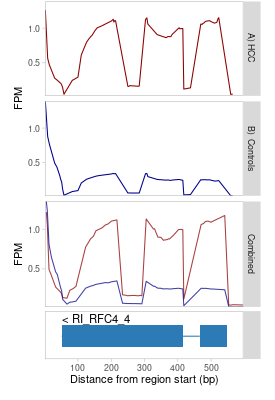 FPM
1.0
0.5
A) HCC
1.0
0.5
B) Controls
FPM
1.0
0.5
Combined
< RI_RFC4_4
100 200 300 400 500
Distance from region start (bp)